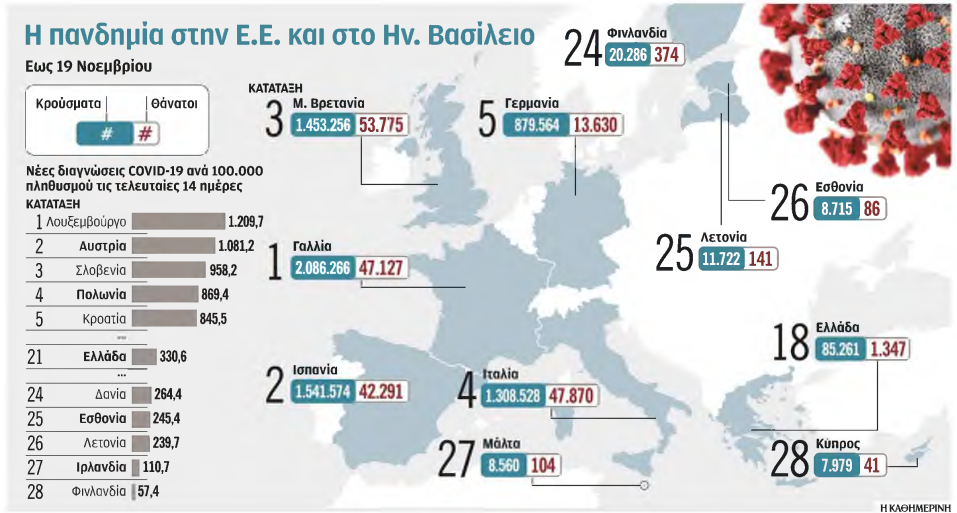 Η πανδημία στην Ε.Ε. και στο Ην. Βασίλειο
Εως 19 Νοεμβρίου
Κρούσματα Θάνατοι
# #
Νέες διαγνώσεις COVID-19 ανά 100.000
πληθυσμού τις τελευταίες 14 ημέρες
ΚΑΤΑΤΑΞΗ
1 Λουξεμβούργο 1.209,7
2 Αυστρία 1.081,2
3 Σλοβενία 958,2
4 Πολωνία 869,4
5 Κροατία 845,5
...
21 Ελλάδα 330,6
...
24 Δανία 264,4
25 Εσθονία 245,4
26 Λετονία 239,7
27 Ιρλανδία 110,7
28 Φινλανδία 57,4
ΚΑΤΑΤΑΞΗ
3 Μ. Βρετανία
1.453.256 53.775
5 Γερμανία
879.564 13.630
24 Φινλανδία
20.286 374
26 Εσθονία
8.715 86
25 Λετονία
11.722 141
1 Γαλλία
2.086.266 47.127
2 Ισπανία
1.541.574 42.291
4 Ιταλία
1.308.528 47.870
18 Ελλάδα
85.261 1.347
27 Μάλτα
8.560 104
28 Κύπρος
7.979 41
Η ΚΑΘΗΜΕΡΙΝΗ